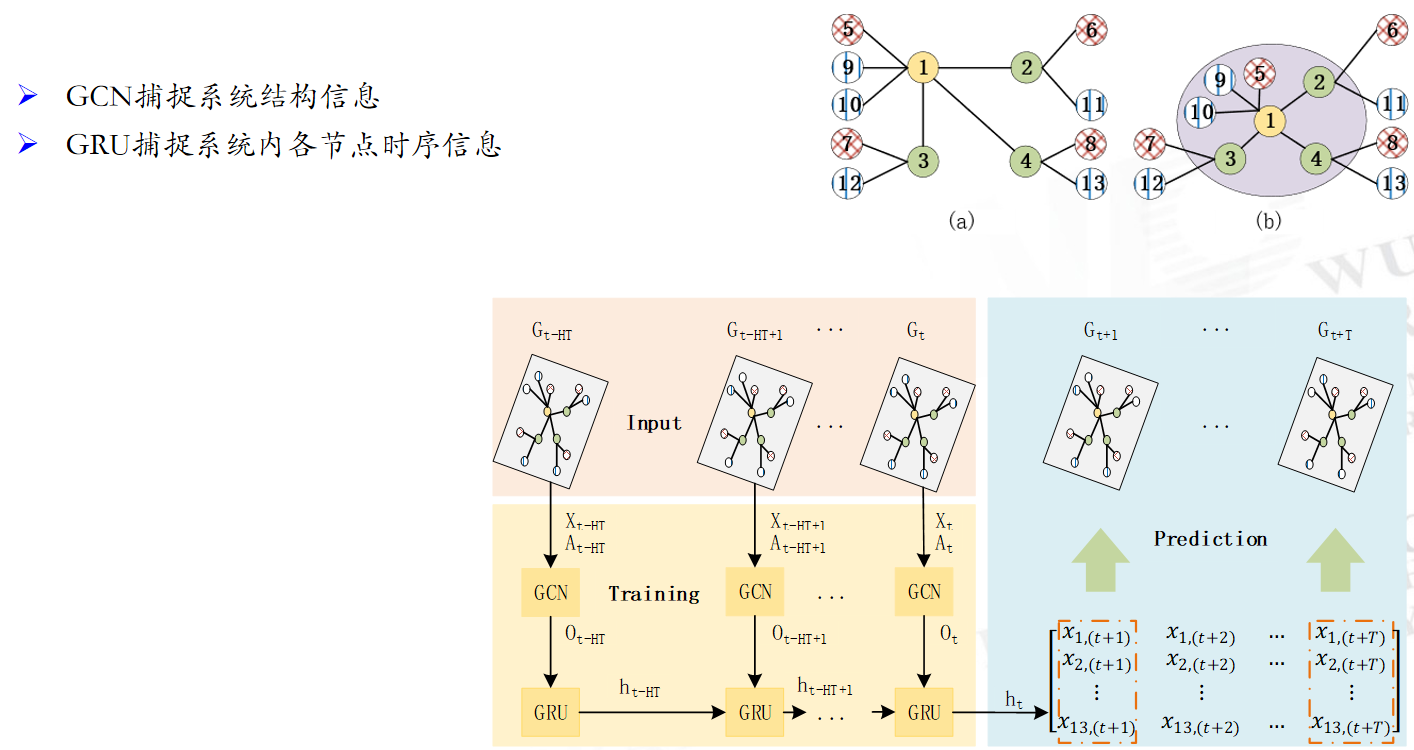 GCN捕捉系统结构信息
GRU捕捉系统内各节点时序信息
5 6
9 1 2
10 11
7 8
3 4
12 13
(a)
6
9 5 2
10 1 11
7 3 4 8
12 13
(b)
WU
G_{t-HT} G_{t-HT+1} ... G_t G_{t+1} ... G_{t+T}
Input ... ...
X_{t-HT} X_{t-HT+1} X_t
A_{t-HT} A_{t-HT+1} A_t
Prediction
GCN Training GCN ... GCN
O_{t-HT} O_{t-HT+1} O_t
x_{1,(t+1)} x_{1,(t+2)} ... x_{1,(t+T)}
x_{2,(t+1)} x_{2,(t+2)} ... x_{2,(t+T)}
⋮ ⋮ ⋮
x_{13,(t+1)} x_{13,(t+2)} ... x_{13,(t+T)}
h_{t-HT} h_{t-HT+1} h_t
GRU GRU ... GRU